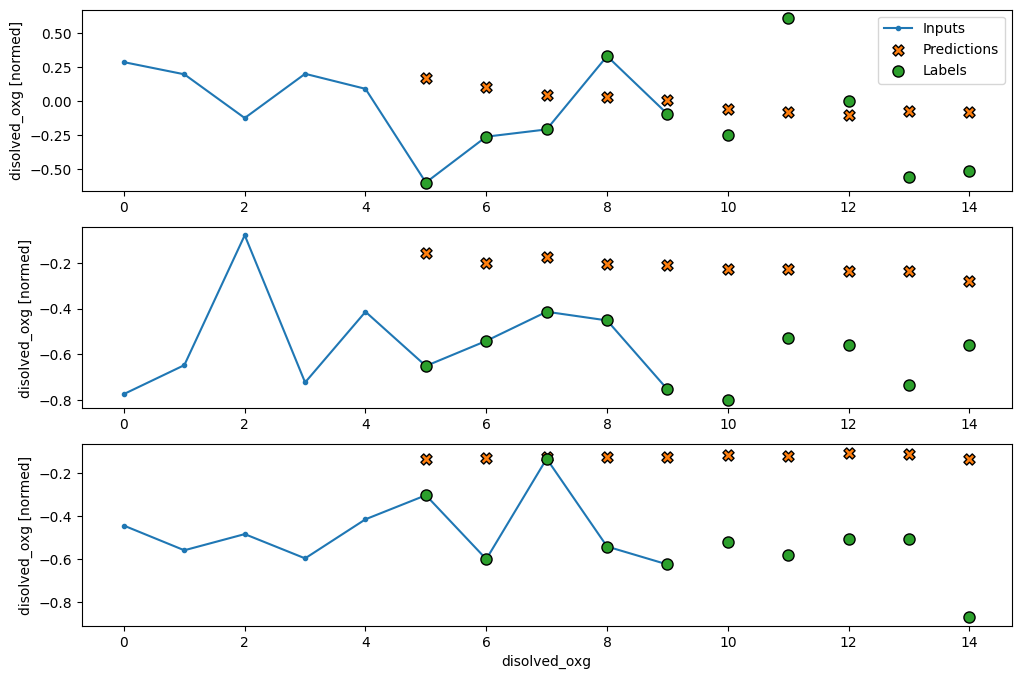 disolved_oxg [normed]
0.50
0.25
0.00
−0.25
−0.50
Inputs
Predictions
Labels
0 2 4 6 8 10 12 14
disolved_oxg [normed]
−0.2
−0.4
−0.6
−0.8
0 2 4 6 8 10 12 14
disolved_oxg [normed]
−0.2
−0.4
−0.6
−0.8
0 2 4 6 8 10 12 14
disolved_oxg